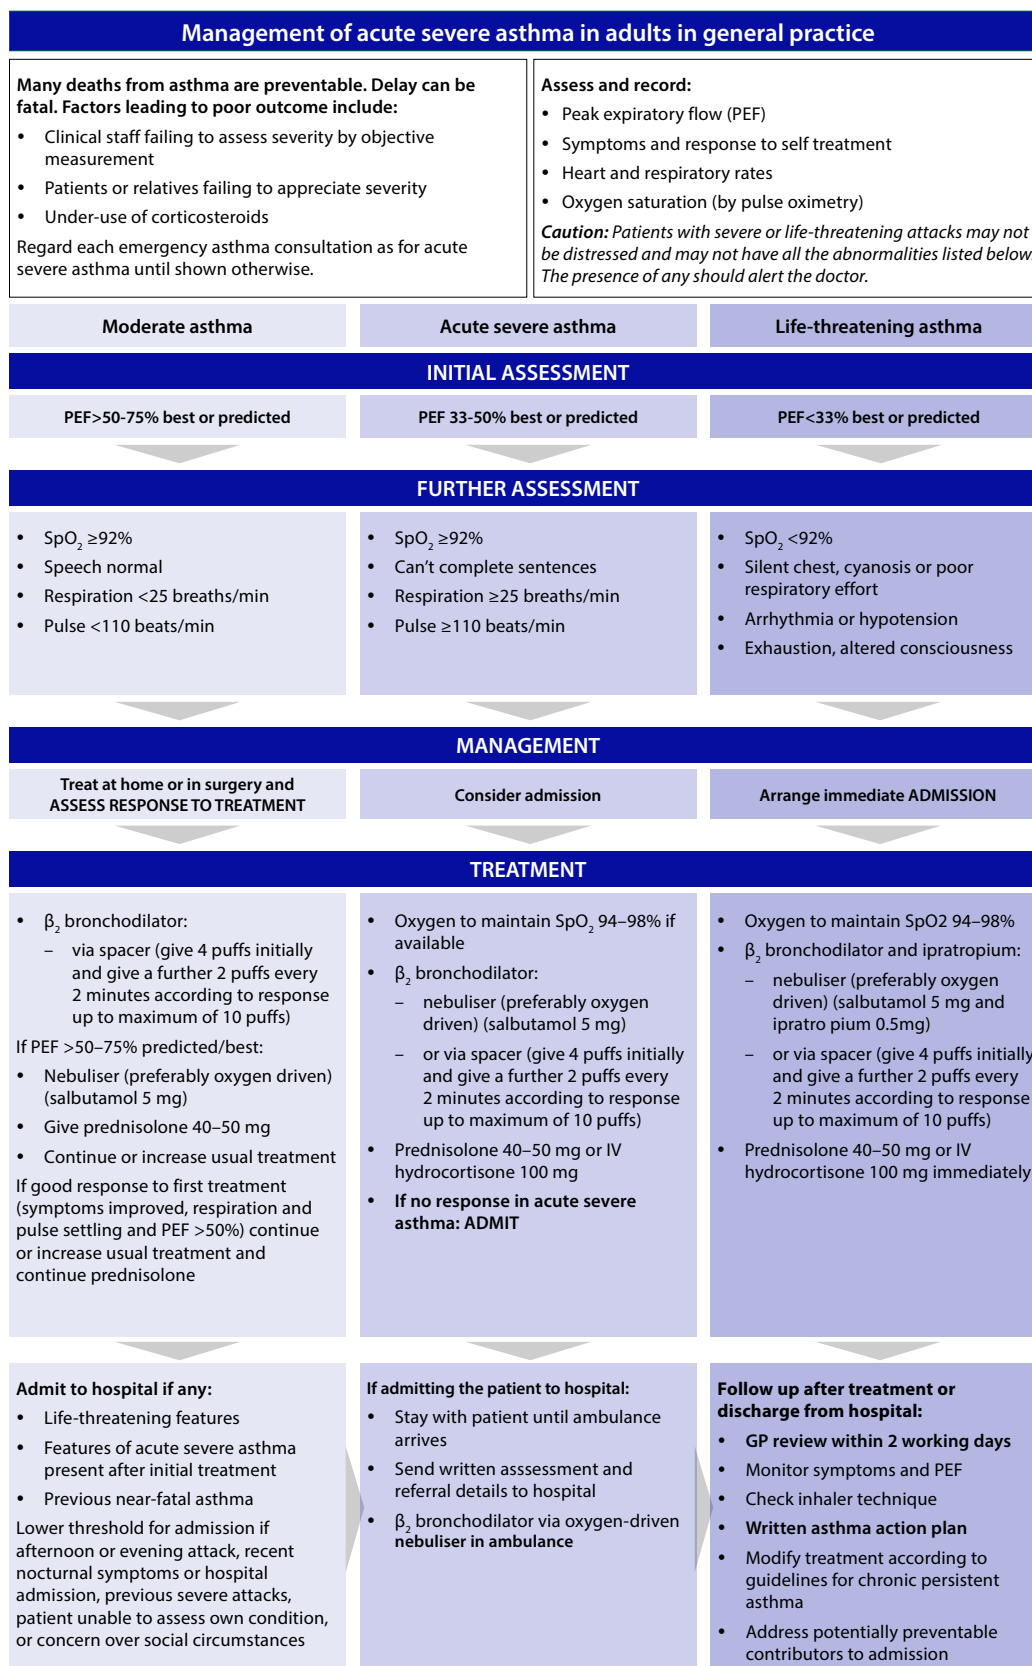 Management of acute severe asthma in adults in general practice
Many deaths from asthma are preventable. Delay can be
fatal. Factors leading to poor outcome include:
• Clinical staff failing to assess severity by objective
measurement
• Patients or relatives failing to appreciate severity
• Under-use of corticosteroids
Regard each emergency asthma consultation as for acute
severe asthma until shown otherwise.
Assess and record:
• Peak expiratory flow (PEF)
• Symptoms and response to self treatment
• Heart and respiratory rates
• Oxygen saturation (by pulse oximetry)
Caution: Patients with severe or life-threatening attacks may not
be distressed and may not have all the abnormalities listed below.
The presence of any should alert the doctor.
Moderate asthma
Acute severe asthma
Life-threatening asthma
INITIAL ASSESSMENT
PEF>50-75% best or predicted
PEF 33-50% best or predicted
PEF<33% best or predicted
FURTHER ASSESSMENT
• SpO₂ ≥92%
• Speech normal
• Respiration <25 breaths/min
• Pulse <110 beats/min
• SpO₂ ≥92%
• Can’t complete sentences
• Respiration ≥25 breaths/min
• Pulse ≥110 beats/min
• SpO₂ <92%
• Silent chest, cyanosis or poor
respiratory effort
• Arrhythmia or hypotension
• Exhaustion, altered consciousness
MANAGEMENT
Treat at home or in surgery and
ASSESS RESPONSE TO TREATMENT
Consider admission
Arrange immediate ADMISSION
TREATMENT
• β₂ bronchodilator:
– via spacer (give 4 puffs initially
and give a further 2 puffs every
2 minutes according to response
up to maximum of 10 puffs)
If PEF >50–75% predicted/best:
• Nebuliser (preferably oxygen driven)
(salbutamol 5 mg)
• Give prednisolone 40–50 mg
• Continue or increase usual treatment
If good response to first treatment
(symptoms improved, respiration and
pulse settling and PEF >50%) continue
or increase usual treatment and
continue prednisolone
• Oxygen to maintain SpO₂ 94–98% if
available
• β₂ bronchodilator:
– nebuliser (preferably oxygen
driven) (salbutamol 5 mg)
– or via spacer (give 4 puffs initially
and give a further 2 puffs every
2 minutes according to response
up to maximum of 10 puffs)
• Prednisolone 40–50 mg or IV
hydrocortisone 100 mg
• If no response in acute severe
asthma: ADMIT
• Oxygen to maintain SpO2 94–98%
• β₂ bronchodilator and ipratropium:
– nebuliser (preferably oxygen
driven) (salbutamol 5 mg and
ipratro pium 0.5mg)
– or via spacer (give 4 puffs initially
and give a further 2 puffs every
2 minutes according to response
up to maximum of 10 puffs)
• Prednisolone 40–50 mg or IV
hydrocortisone 100 mg immediately
Admit to hospital if any:
• Life-threatening features
• Features of acute severe asthma
present after initial treatment
• Previous near-fatal asthma
Lower threshold for admission if
afternoon or evening attack, recent
nocturnal symptoms or hospital
admission, previous severe attacks,
patient unable to assess own condition,
or concern over social circumstances
If admitting the patient to hospital:
• Stay with patient until ambulance
arrives
• Send written asssessment and
referral details to hospital
• β₂ bronchodilator via oxygen-driven
nebuliser in ambulance
Follow up after treatment or
discharge from hospital:
• GP review within 2 working days
• Monitor symptoms and PEF
• Check inhaler technique
• Written asthma action plan
• Modify treatment according to
guidelines for chronic persistent
asthma
• Address potentially preventable
contributors to admission